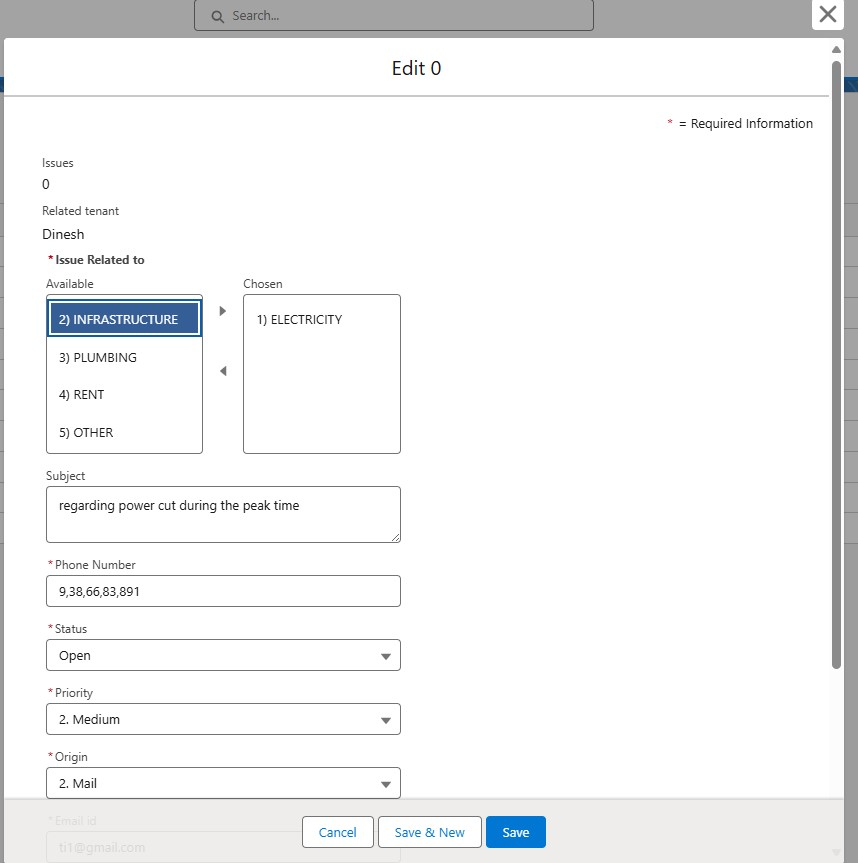 Search...
Edit 0
* = Required Information
Issues
0
Related tenant
Dinesh
*Issue Related to
Available
Chosen
2) INFRASTRUCTURE
1) ELECTRICITY
3) PLUMBING
4) RENT
5) OTHER
Subject
regarding power cut during the peak time
*Phone Number
9,38,66,83,891
*Status
Open
*Priority
2. Medium
*Origin
2. Mail
*Email id
ti1@gmail.com
Cancel
Save & New
Save